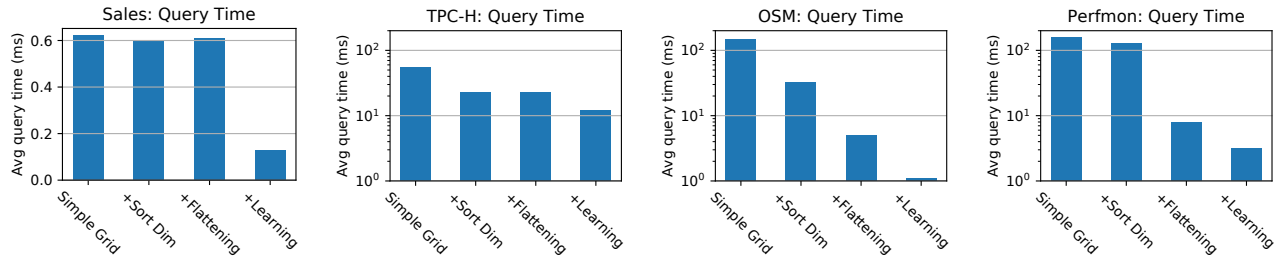 Sales: Query Time
Avg query time (ms)
0.6
0.4
0.2
0.0
Simple Grid
+Sort Dim
+Flattening
+Learning
TPC-H: Query Time
Avg query time (ms)
10²
10¹
10⁰
Simple Grid
+Sort Dim
+Flattening
+Learning
OSM: Query Time
Avg query time (ms)
10²
10¹
10⁰
Simple Grid
+Sort Dim
+Flattening
+Learning
Perfmon: Query Time
Avg query time (ms)
10²
10¹
10⁰
Simple Grid
+Sort Dim
+Flattening
+Learning